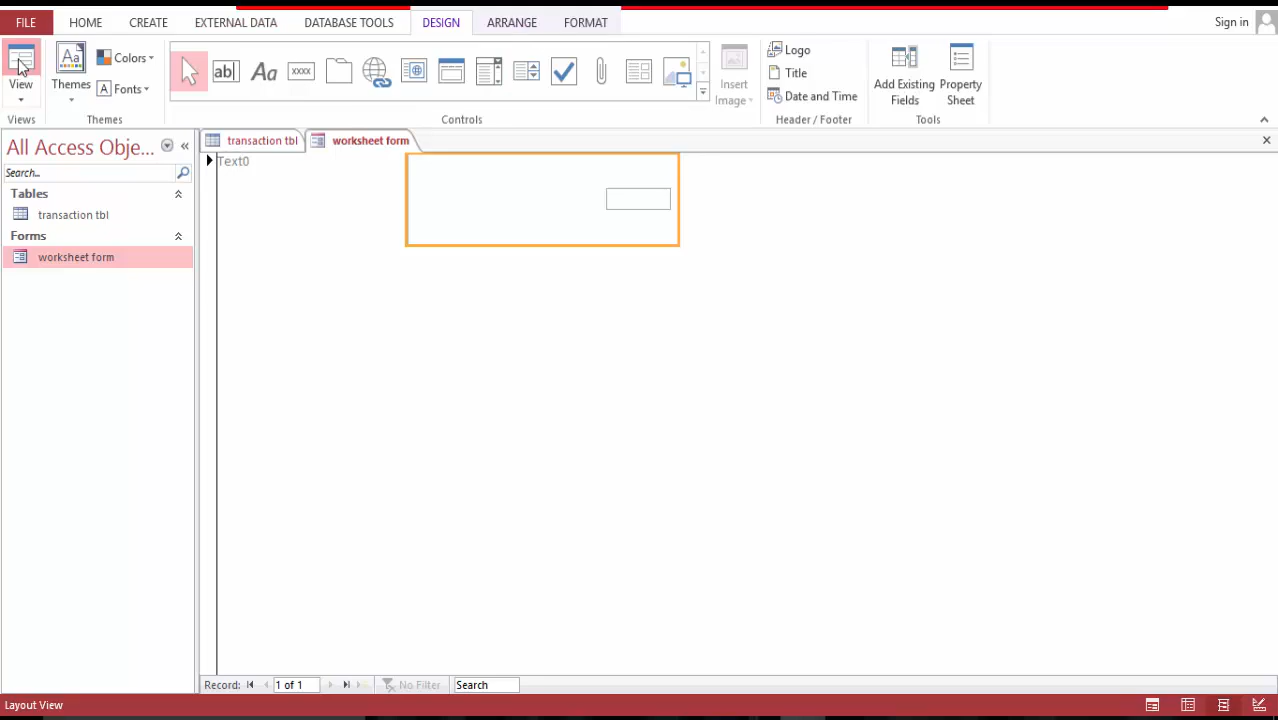 FILE HOME CREATE EXTERNAL DATA DATABASE TOOLS DESIGN ARRANGE FORMAT Sign in
View
Views
Themes
Colors
Fonts
Themes
ab|
Aa
XXXX
Controls
Insert
Image
Logo
Title
Date and Time
Header / Footer
Add Existing
Fields
Property
Sheet
Tools
All Access Obje...
Search...
Tables
transaction tbl
Forms
worksheet form
transaction tbl
worksheet form
Text0
Record: 1 of 1 No Filter Search
Layout View